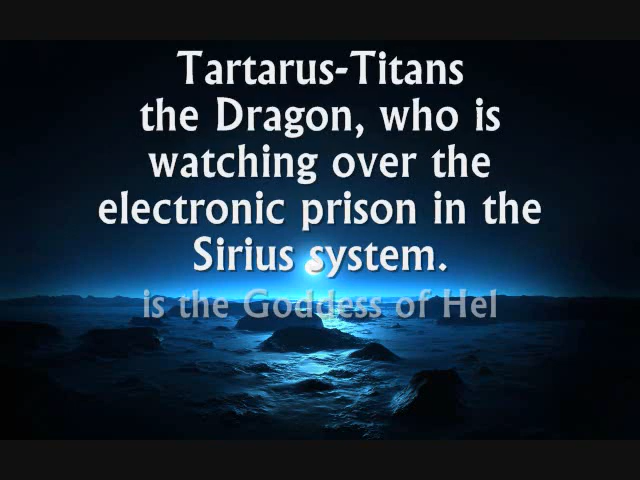 Tartarus-Titans
the Dragon, who is
watching over the
electronic prison in the
Sirius system.
is the Goddess of Hel